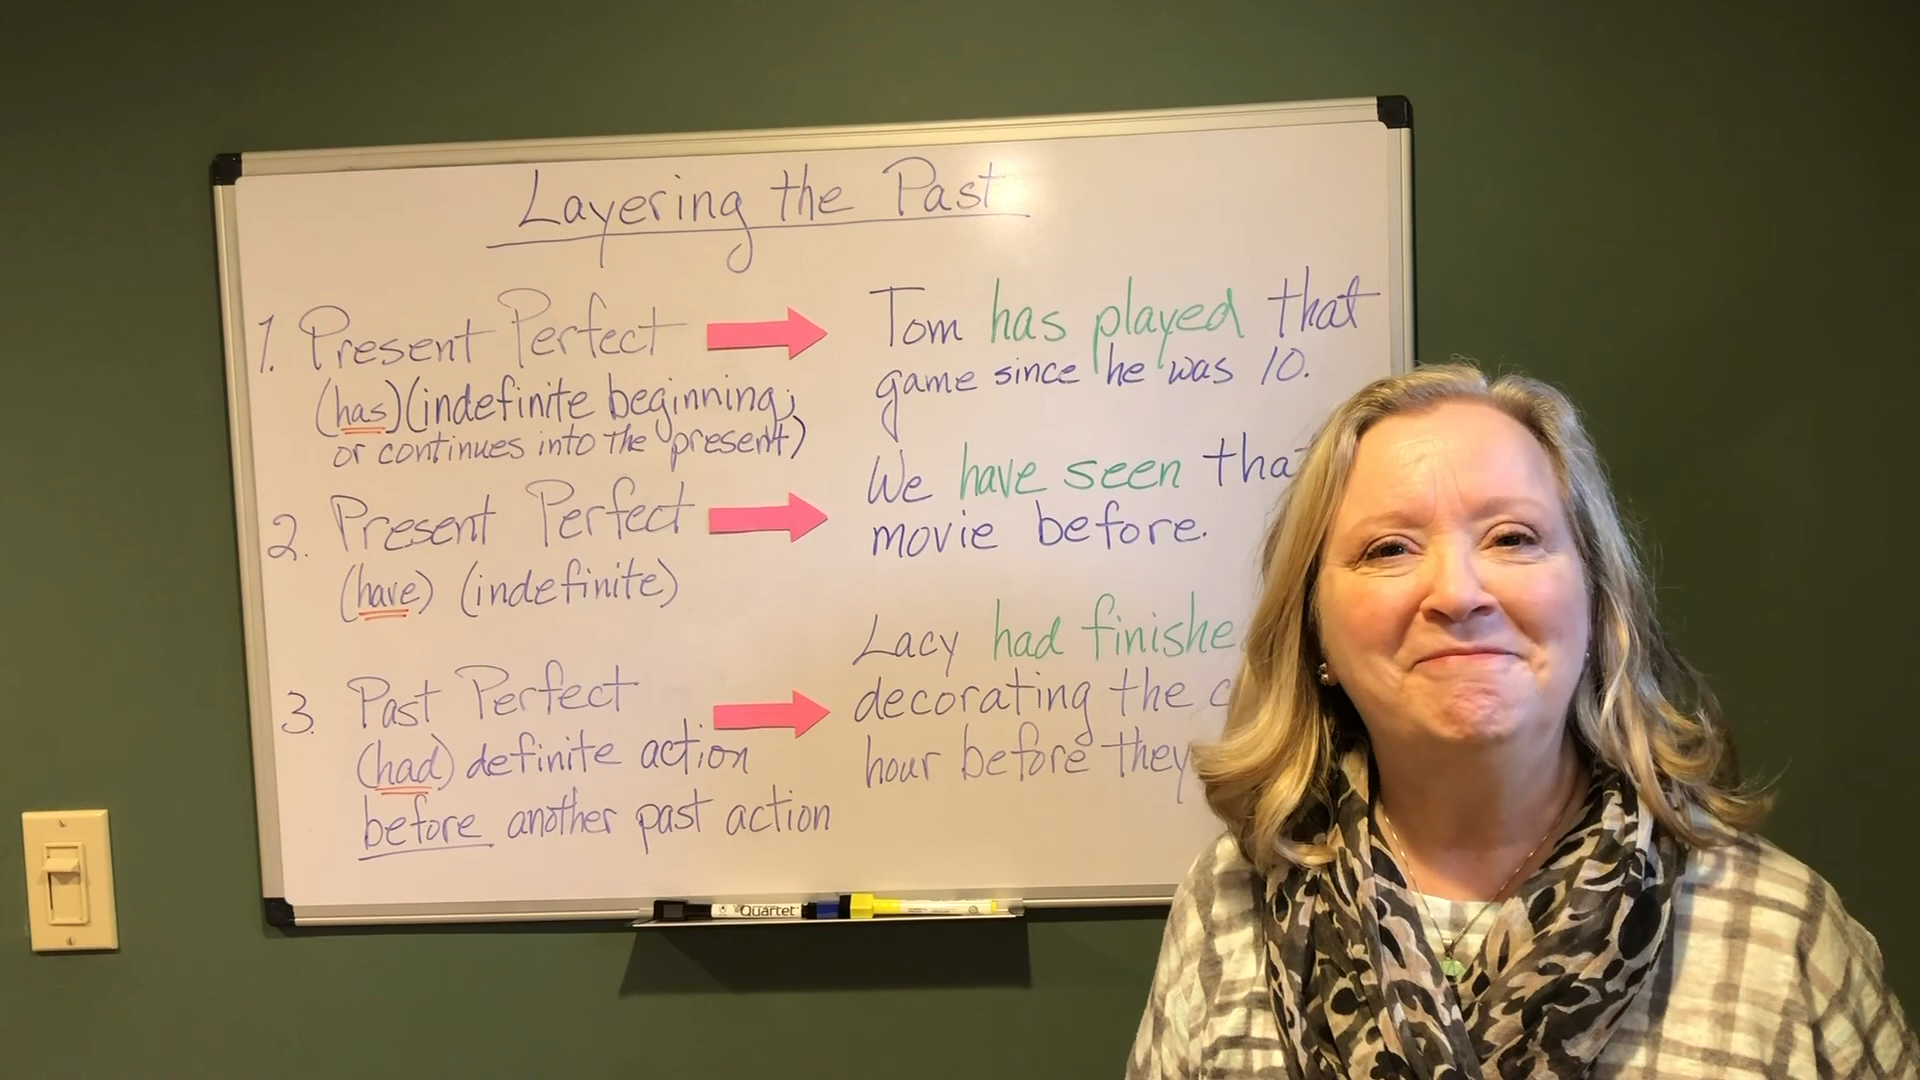 Layering the Past
1. Present Perfect
(has) (indefinite beginning;
or continues into the present)
Tom has played that
game since he was 10.
2. Present Perfect
(have) (indefinite)
We have seen
movie before.
3. Past Perfect
(had) definite action
before another past action
Lacy had
decorating the
hour before they
Quartet